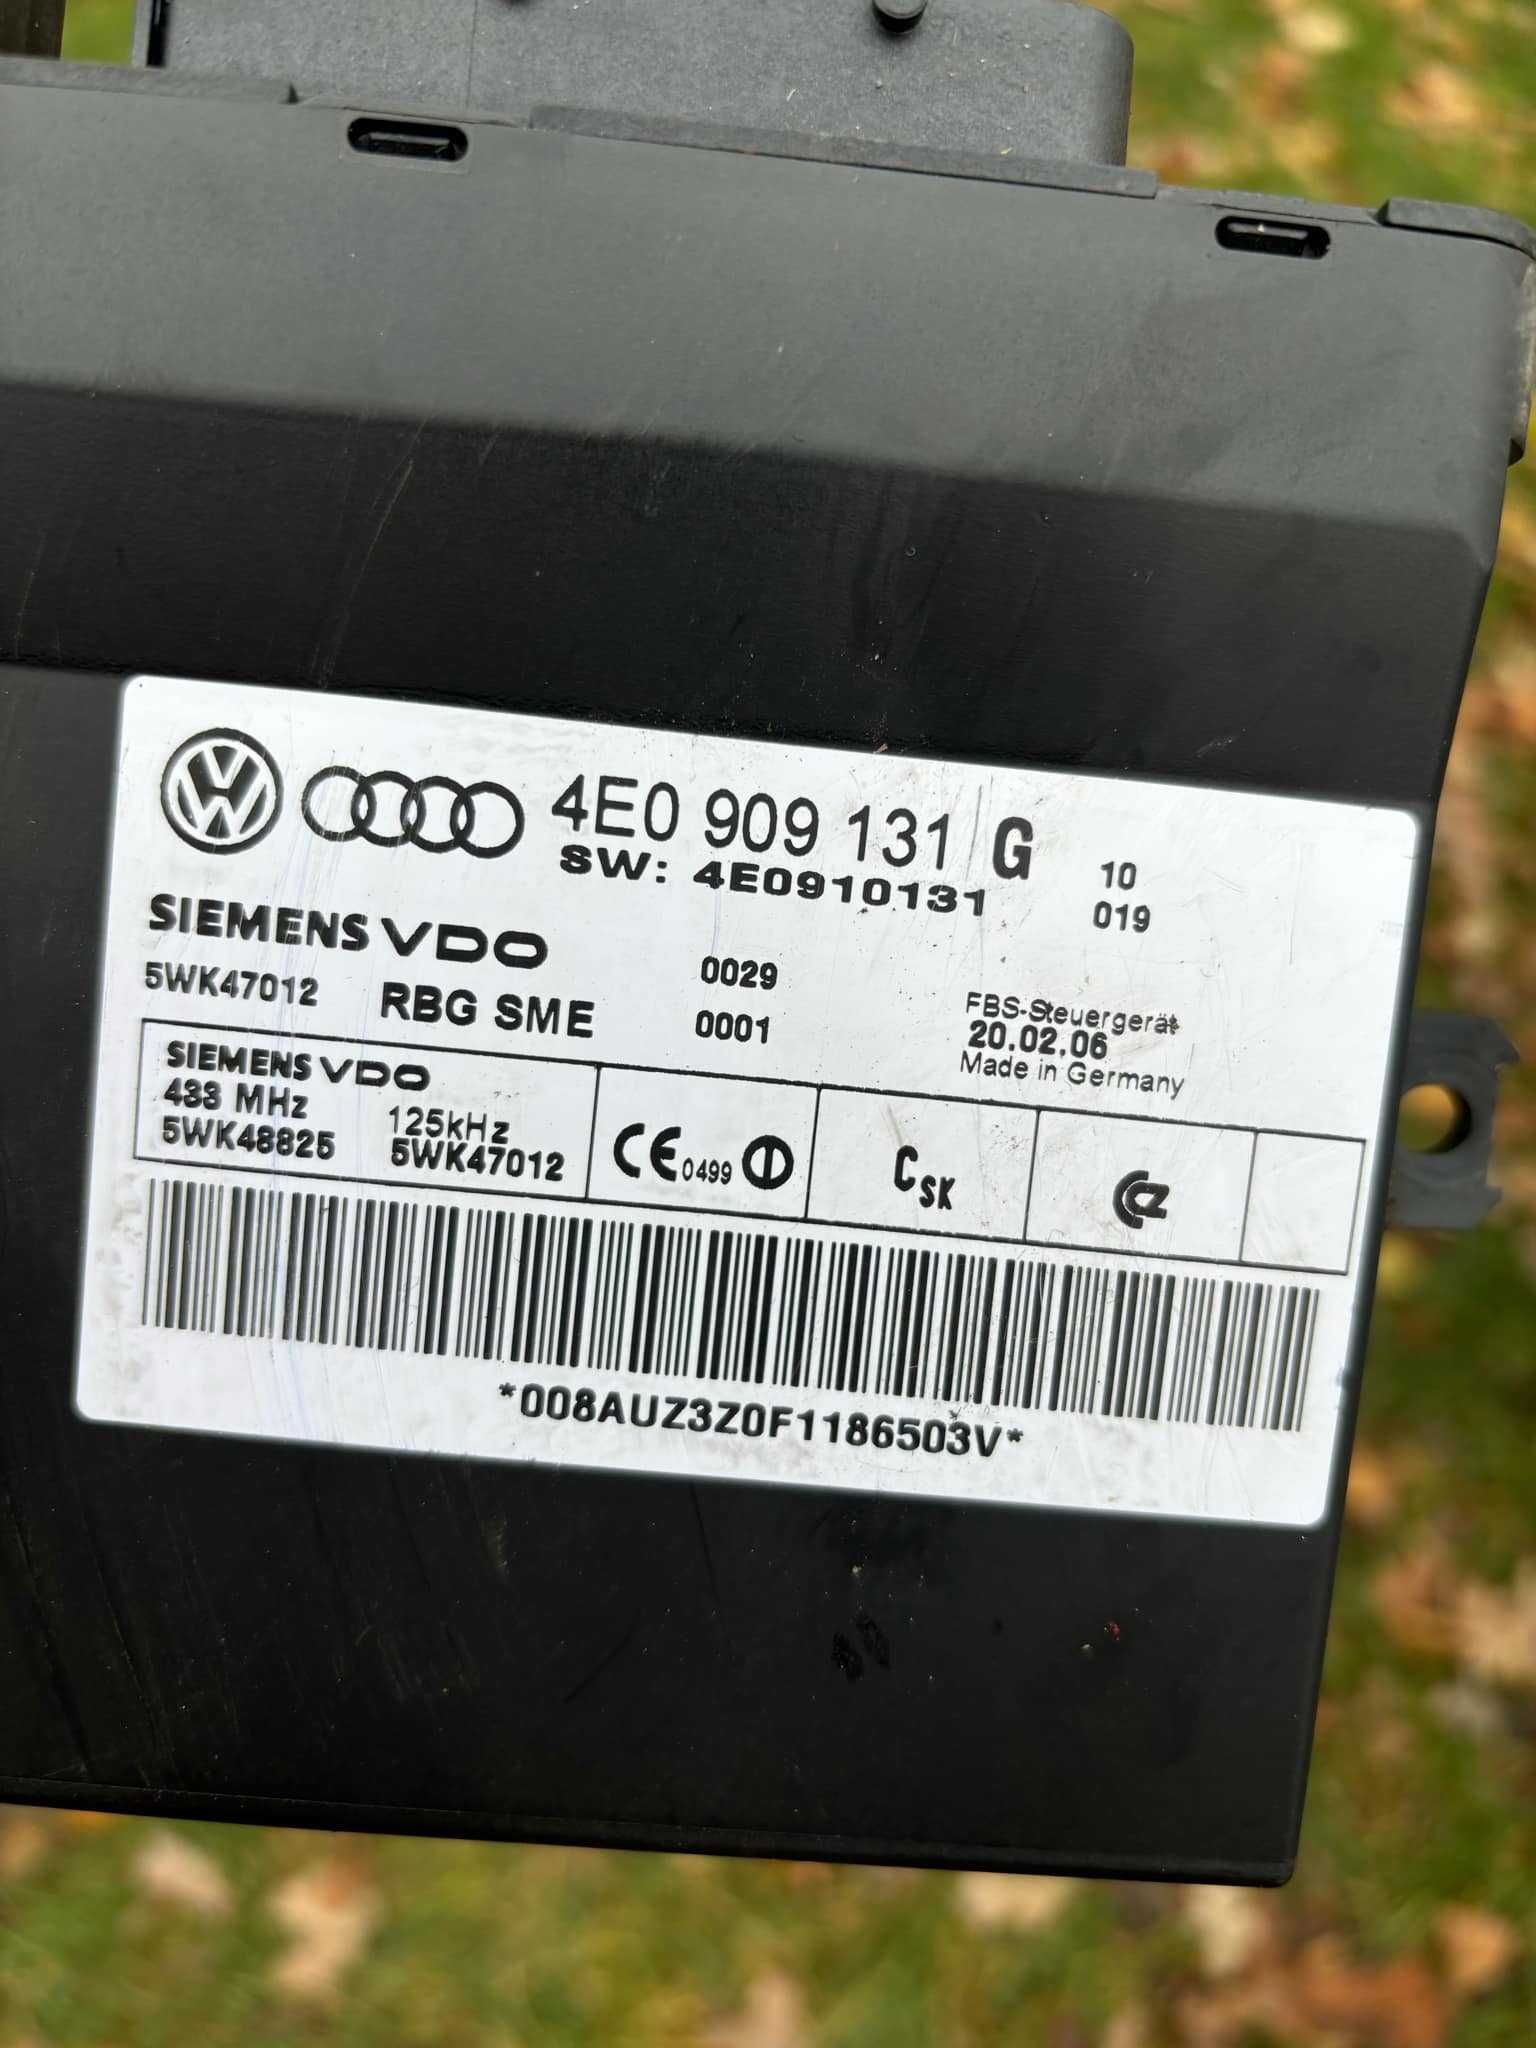 4E0 909 131 G
SW: 4E0910131
10
019
SIEMENS VDO
5WK47012
RBG SME
0029
0001
FBS-Steuergerät
20.02.06
Made in Germany
SIEMENS VDO
433 MHz
5WK48825
125kHz
5WK47012
CE 0499
CSK
CCZ
*008AUZ3Z0F1186503V*